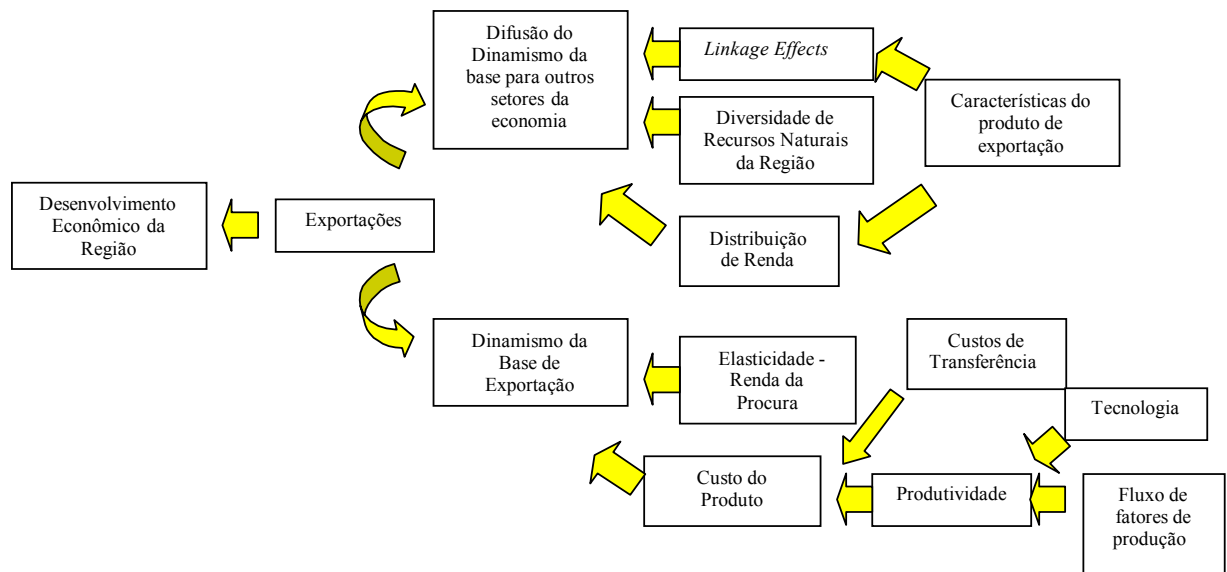 Difusão do
Dinamismo da
base para outros
setores da
economia
Linkage Effects
Diversidade de
Recursos Naturais
da Região
Características do
produto de
exportação
Desenvolvimento
Econômico da
Região
Exportações
Distribuição
de Renda
Dinamismo da
Base de
Exportação
Elasticidade -
Renda da
Procura
Custos de
Transferência
Tecnologia
Custo do
Produto
Produtividade
Fluxo de
fatores de
produção